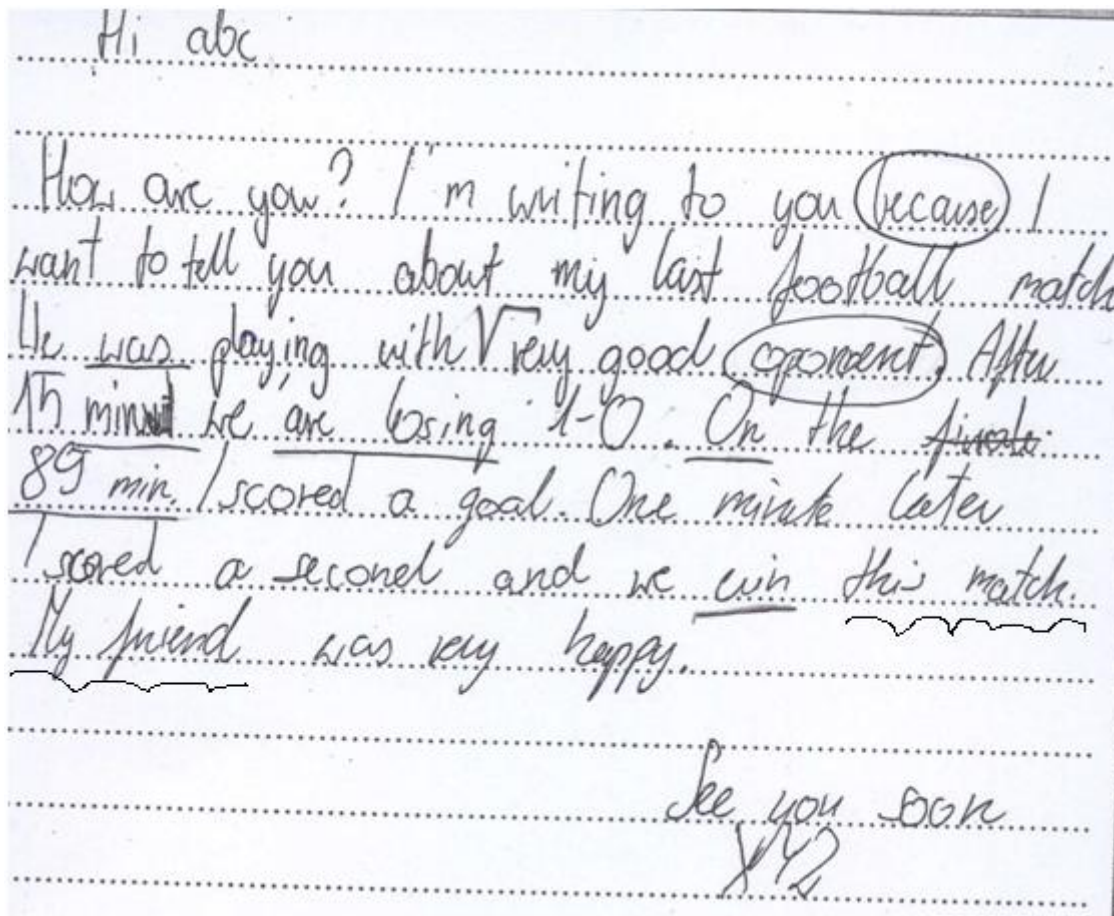 Hi abc
How are you? I'm writing to you because I
want to tell you about my last football match
We was playing with √ very good oponent. After
15 min we are losing 1-0. On the
89 min. I scored a goal. One minute later
I scored a second and we win this match.
My friend was very happy.
See you soon
XYZ